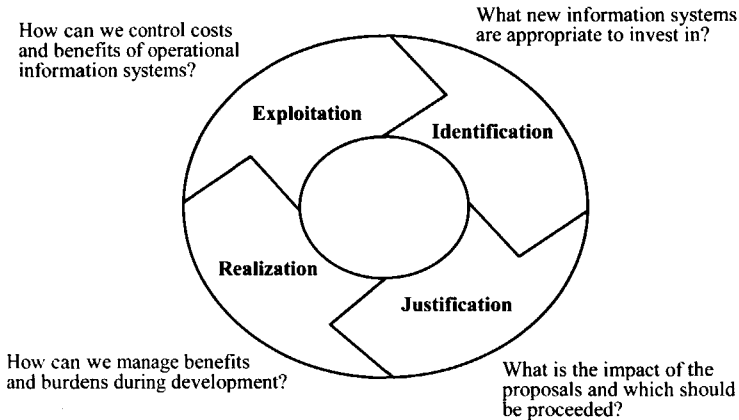 How can we control costs
and benefits of operational
information systems?
What new information systems
are appropriate to invest in?
Exploitation
Identification
Realization
Justification
How can we manage benefits
and burdens during development?
What is the impact of the
proposals and which should
be proceeded?